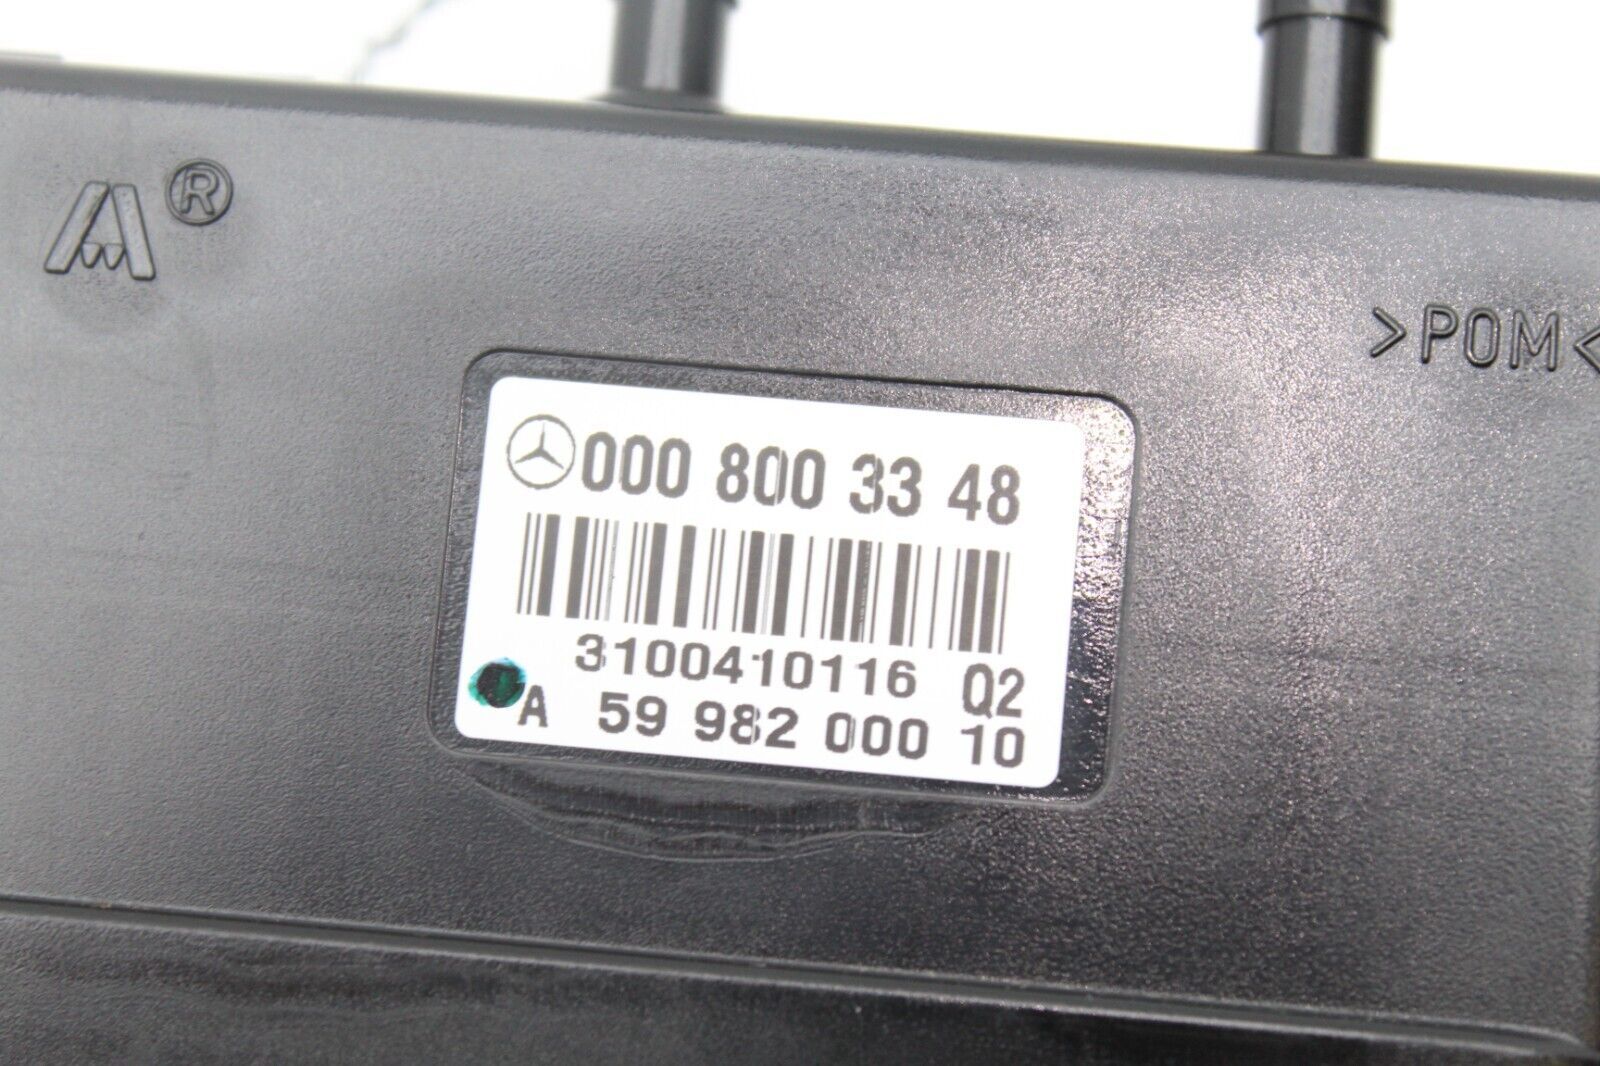 ®
>POM<
000 800 33 48
3100410116 Q2
A 59 982 000 10